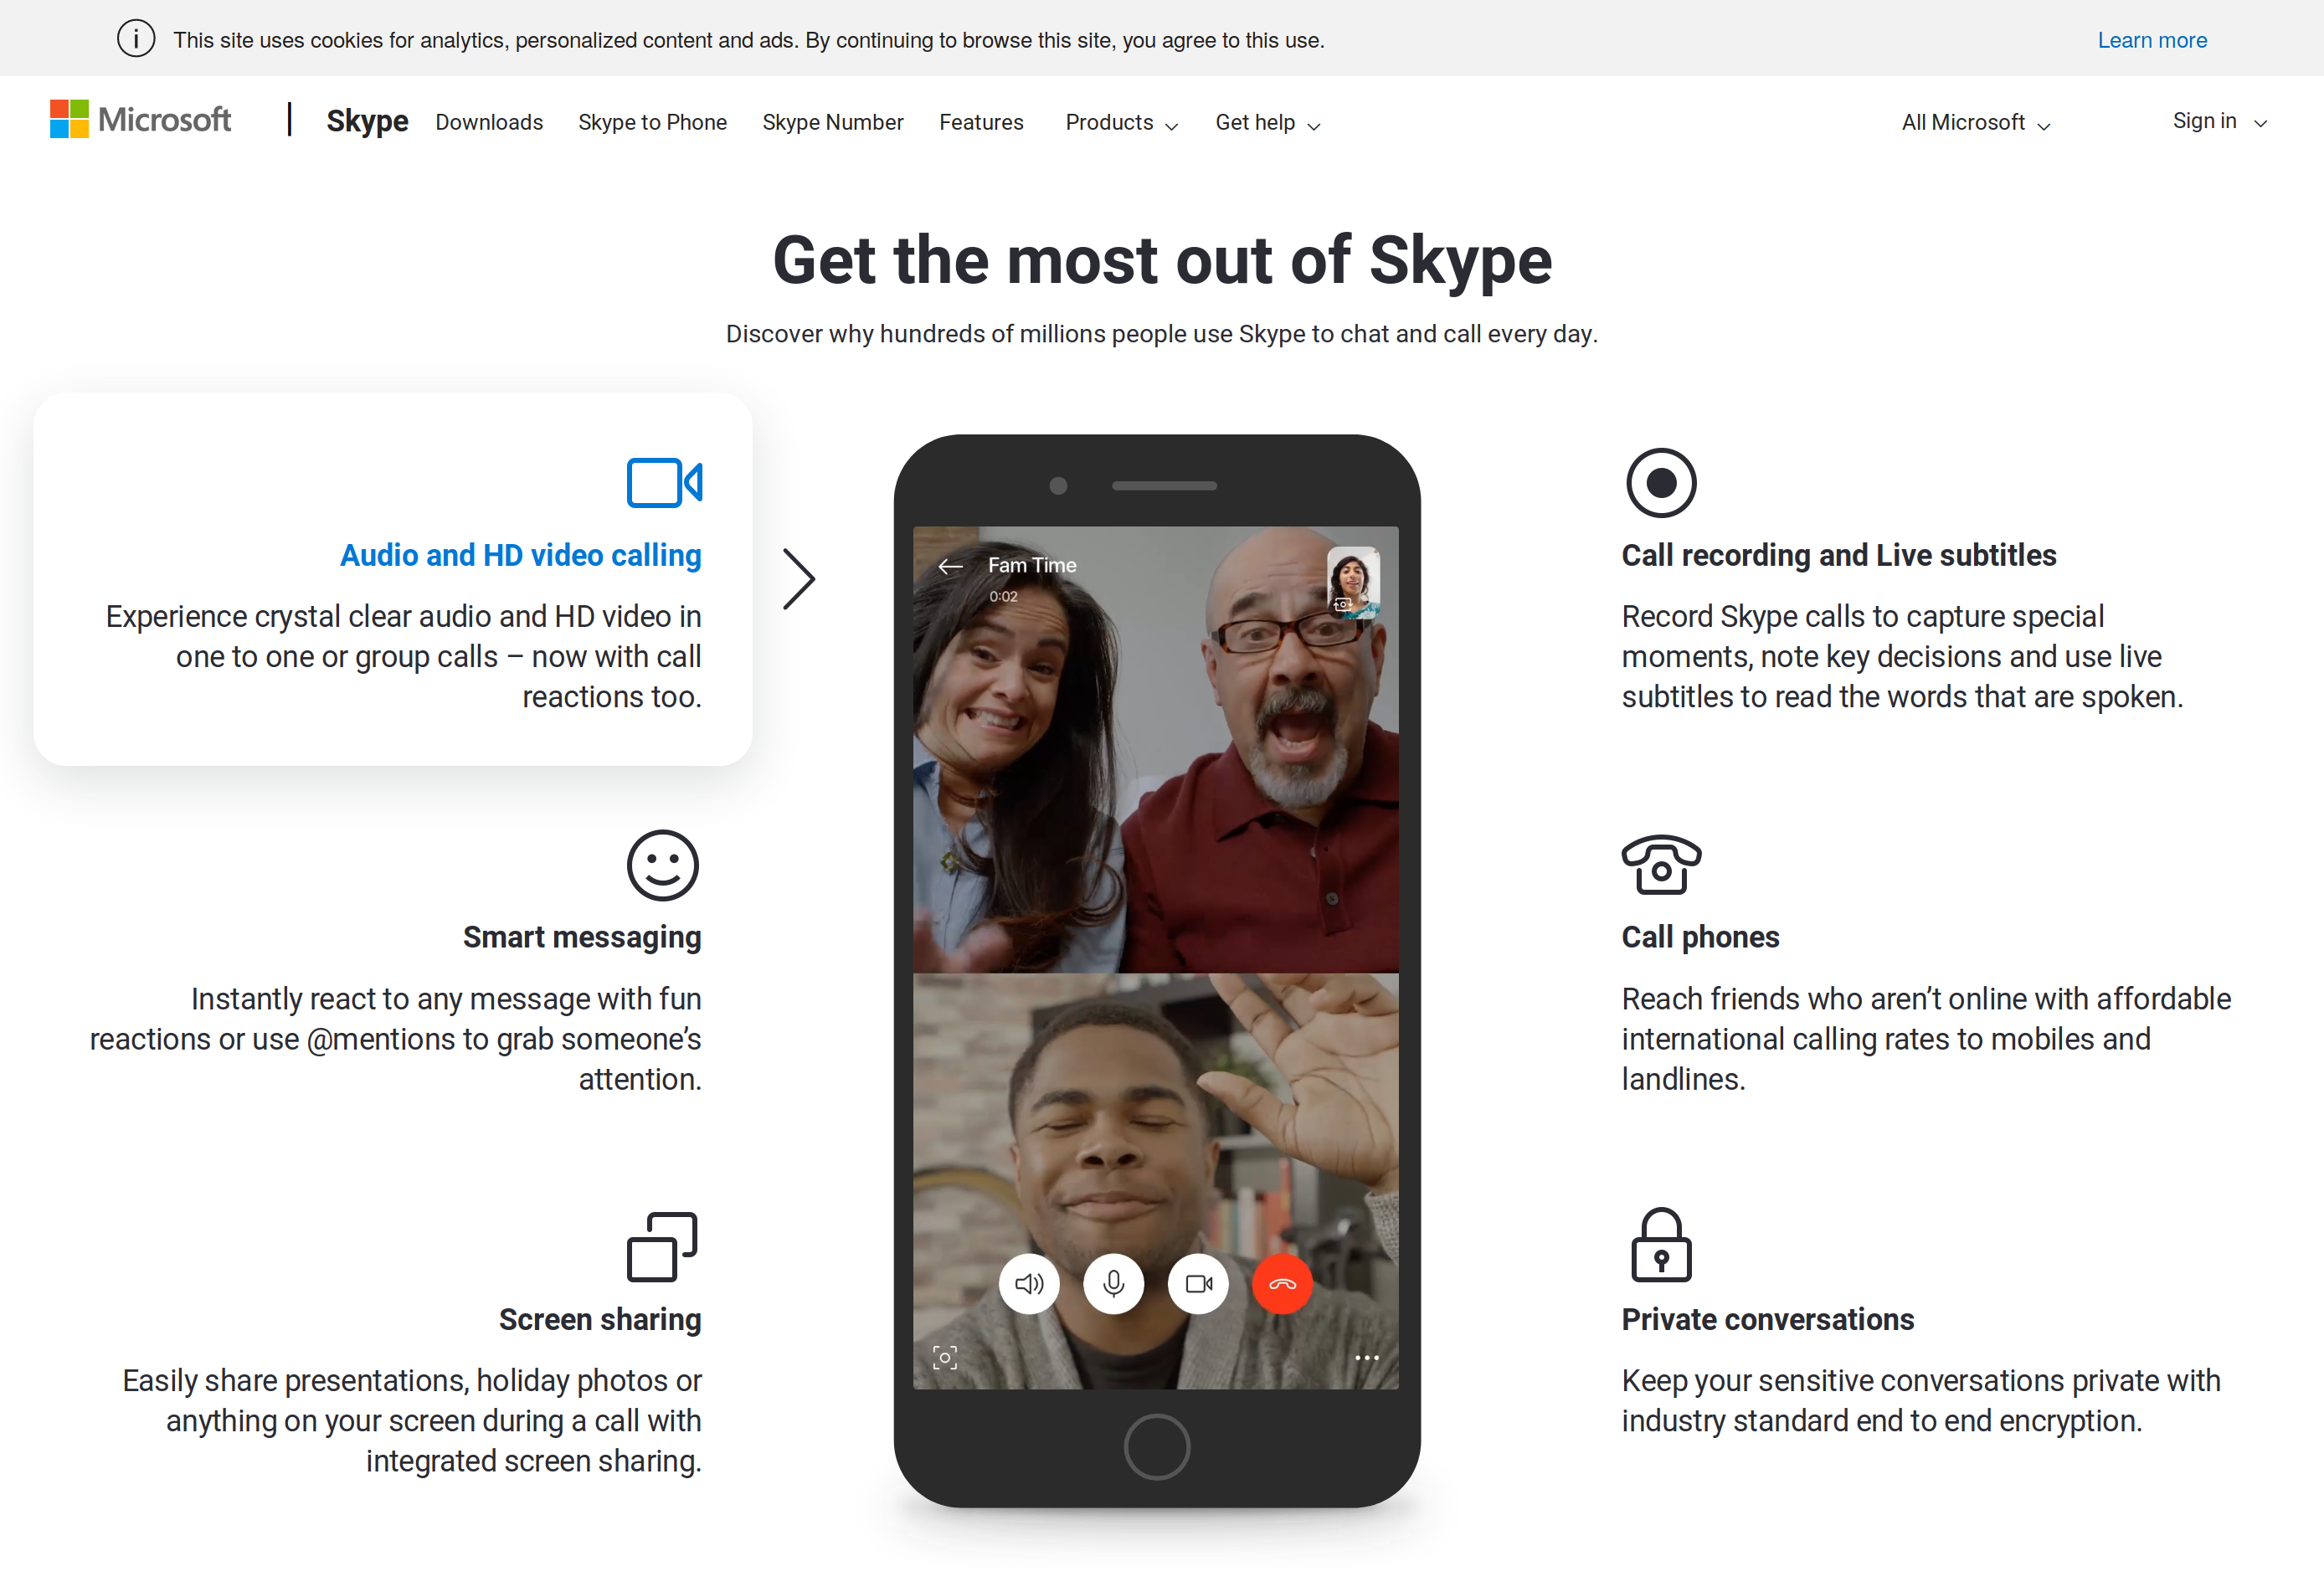 This site uses cookies for analytics, personalized content and ads. By continuing to browse this site, you agree to this use.
Learn more
Microsoft
Skype
Downloads
Skype to Phone
Skype Number
Features
Products
Get help
All Microsoft
Sign in
Get the most out of Skype
Discover why hundreds of millions people use Skype to chat and call every day.
Audio and HD video calling
Experience crystal clear audio and HD video in
one to one or group calls – now with call
reactions too.
Smart messaging
Instantly react to any message with fun
reactions or use @mentions to grab someone’s
attention.
Screen sharing
Easily share presentations, holiday photos or
anything on your screen during a call with
integrated screen sharing.
Fam Time
0:02
Call recording and Live subtitles
Record Skype calls to capture special
moments, note key decisions and use live
subtitles to read the words that are spoken.
Call phones
Reach friends who aren’t online with affordable
international calling rates to mobiles and
landlines.
Private conversations
Keep your sensitive conversations private with
industry standard end to end encryption.